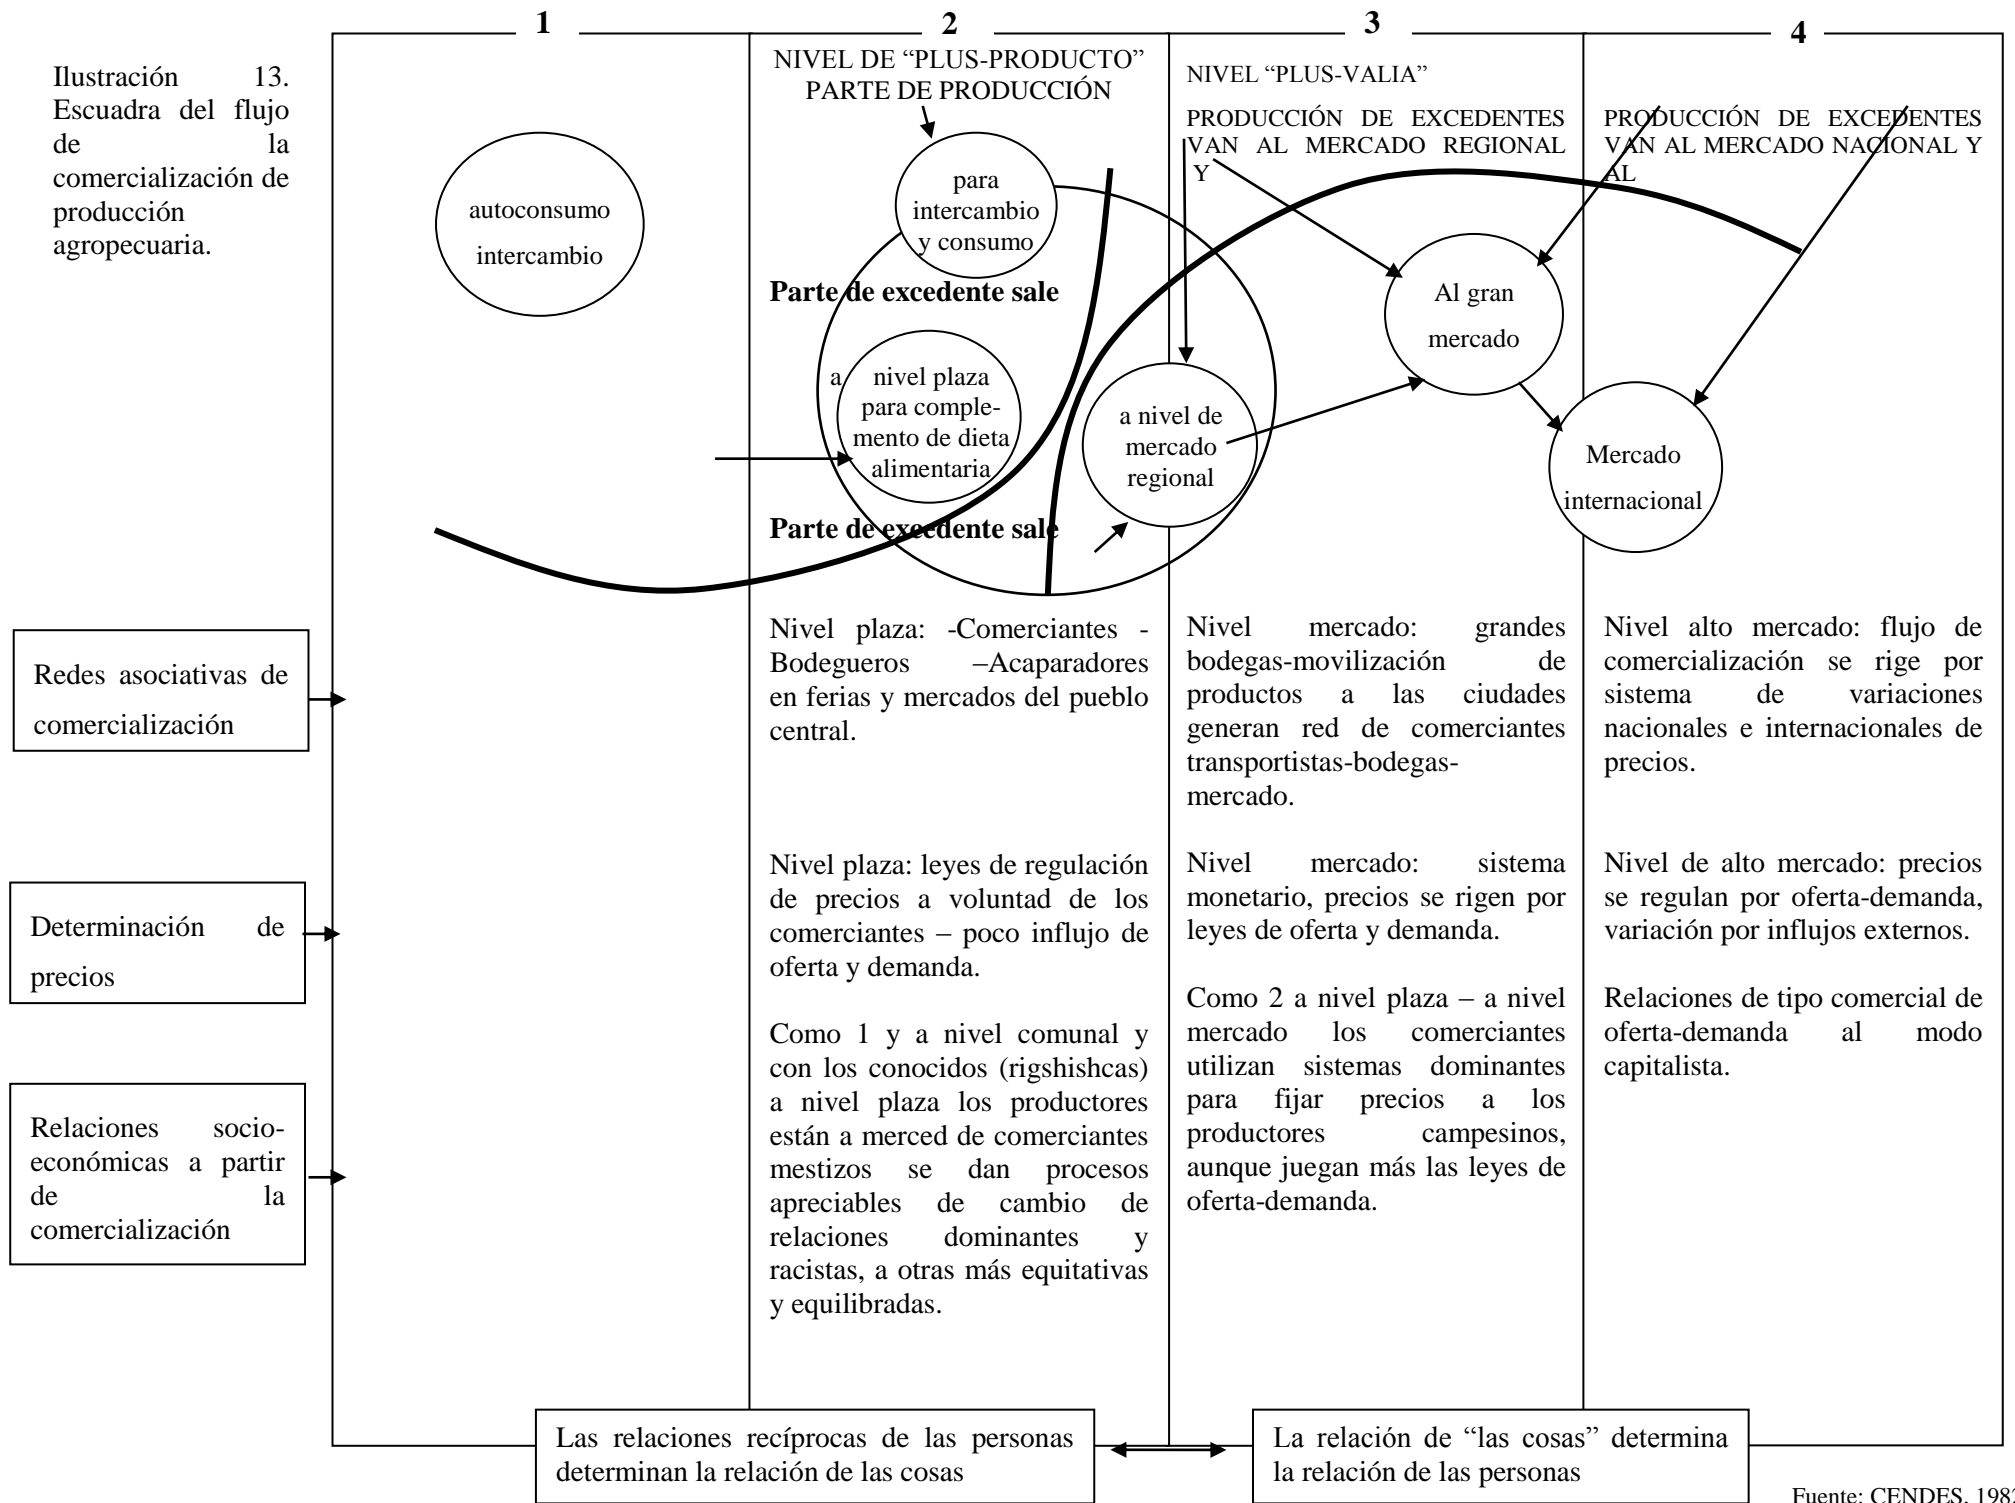 1
2
3
4
Ilustración 13.
Escuadra del flujo
de la
comercialización de
producción
agropecuaria.
NIVEL DE “PLUS-PRODUCTO”
PARTE DE PRODUCCIÓN
NIVEL “PLUS-VALIA”
PRODUCCIÓN DE EXCEDENTES
VAN AL MERCADO REGIONAL
Y
PRODUCCIÓN DE EXCEDENTES
VAN AL MERCADO NACIONAL Y
AL
autoconsumo
intercambio
para
intercambio
y consumo
Parte de excedente sale
a
nivel plaza
para comple-
mento de dieta
alimentaria
Parte de excedente sale
a nivel de
mercado
regional
Al gran
mercado
Mercado
internacional
Redes asociativas de
comercialización
Nivel plaza: -Comerciantes -
Bodegueros –Acaparadores
en ferias y mercados del pueblo
central.
Nivel mercado: grandes
bodegas-movilización de
productos a las ciudades
generan red de comerciantes
transportistas-bodegas-
mercado.
Nivel alto mercado: flujo de
comercialización se rige por
sistema de variaciones
nacionales e internacionales de
precios.
Determinación de
precios
Nivel plaza: leyes de regulación
de precios a voluntad de los
comerciantes – poco influjo de
oferta y demanda.
Nivel mercado: sistema
monetario, precios se rigen por
leyes de oferta y demanda.
Nivel de alto mercado: precios
se regulan por oferta-demanda,
variación por influjos externos.
Relaciones socio-
económicas a partir
de la
comercialización
Como 1 y a nivel comunal y
con los conocidos (rigshishcas)
a nivel plaza los productores
están a merced de comerciantes
mestizos se dan procesos
apreciables de cambio de
relaciones dominantes y
racistas, a otras más equitativas
y equilibradas.
Como 2 a nivel plaza – a nivel
mercado los comerciantes
utilizan sistemas dominantes
para fijar precios a los
productores campesinos,
aunque juegan más las leyes de
oferta-demanda.
Relaciones de tipo comercial de
oferta-demanda al modo
capitalista.
Las relaciones recíprocas de las personas
determinan la relación de las cosas
La relación de “las cosas” determina
la relación de las personas
Fuente: CENDES.